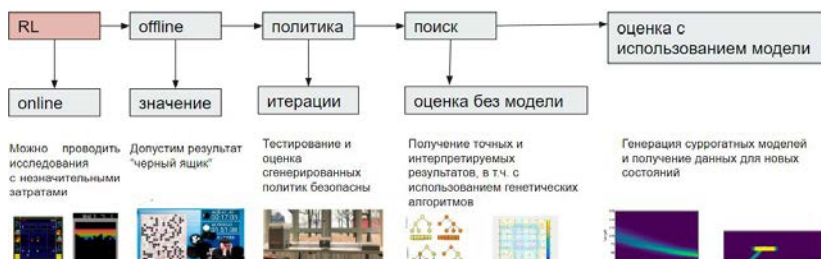 RL
offline
политика
поиск
оценка с
использованием модели
online
значение
итерации
оценка без модели
Можно проводить
исследования
с незначительными
затратами
Допустим результат
"черный ящик"
Тестирование и
оценка
сгенерированных
политик безопасны
Получение точных и
интерпретируемых
результатов, в т.ч. с
использованием генетических
алгоритмов
Генерация суррогатных моделей
и получение данных для новых
состояний